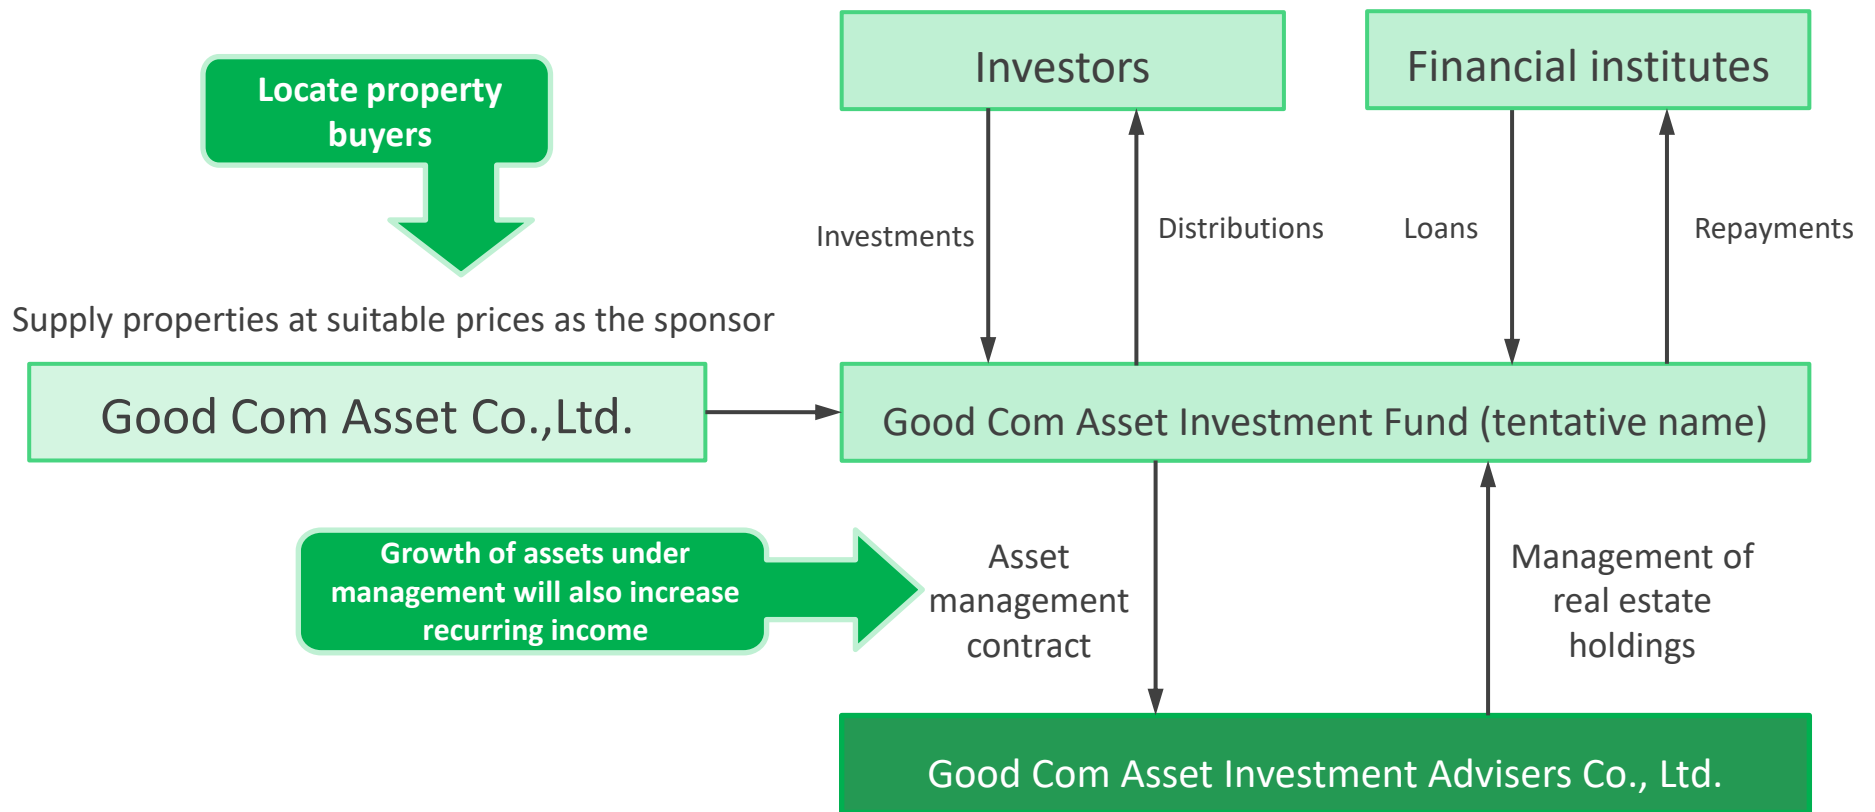 Investors
Financial institutes
Locate property
buyers
Investments
Distributions
Loans
Repayments
Supply properties at suitable prices as the sponsor
Good Com Asset Co.,Ltd.
Good Com Asset Investment Fund (tentative name)
Growth of assets under
management will also increase
recurring income
Asset
management
contract
Management of
real estate
holdings
Good Com Asset Investment Advisers Co., Ltd.